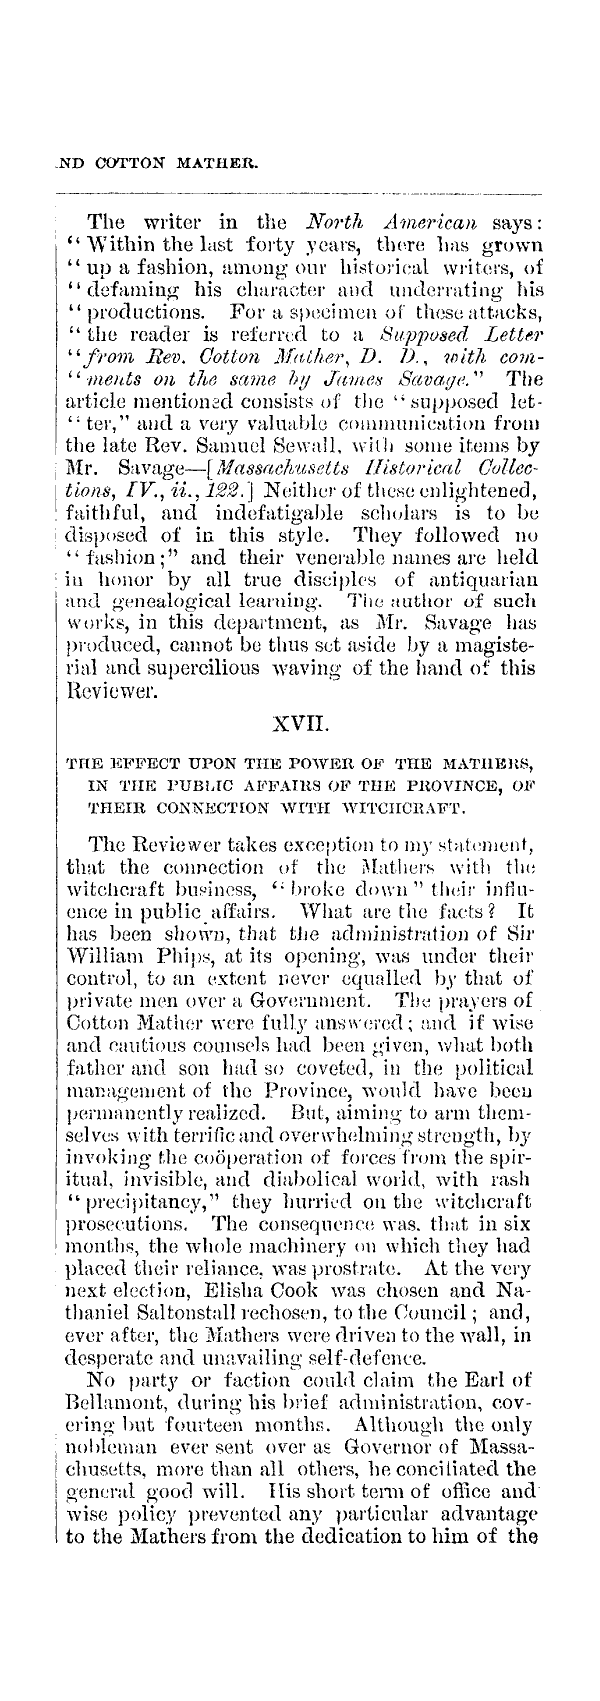 ND COTTON MATHER.
The writer in the North American says:
“Within the last forty years, there has grown
“up a fashion, among our historical writers, of
“defaming his character and underrating his
“productions. For a specimen of these attacks,
“the reader is referred to a Supposed Letter
“from Rev. Cotton Mather, D. D., with com-
“ments on the same by James Savage.” The
article mentioned consists of the “supposed let-
“ter,” and a very valuable communication from
the late Rev. Samuel Sewall, with some items by
Mr. Savage—[Massachusetts Historical Collec-
tions, IV., ii., 122.] Neither of these enlightened,
faithful, and indefatigable scholars is to be
disposed of in this style. They followed no
“fashion;” and their venerable names are held
in honor by all true disciples of antiquarian
and genealogical learning. The author of such
works, in this department, as Mr. Savage has
produced, cannot be thus set aside by a magiste-
rial and supercilious waving of the hand of this
Reviewer.
XVII.
THE EFFECT UPON THE POWER OF THE MATHERS,
IN THE PUBLIC AFFAIRS OF THE PROVINCE, OF
THEIR CONNECTION WITH WITCHCRAFT.
The Reviewer takes exception to my statement,
that the connection of the Mathers with the
witchcraft business, “broke down” their influ-
ence in public affairs. What are the facts? It
has been shown, that the administration of Sir
William Phips, at its opening, was under their
control, to an extent never equalled by that of
private men over a Government. The prayers of
Cotton Mather were fully answered; and if wise
and cautious counsels had been given, what both
father and son had so coveted, in the political
management of the Province, would have been
permanently realized. But, aiming to arm them-
selves with terrific and overwhelming strength, by
invoking the coöperation of forces from the spir-
itual, invisible, and diabolical world, with rash
“precipitancy,” they hurried on the witchcraft
prosecutions. The consequence was, that in six
months, the whole machinery on which they had
placed their reliance, was prostrate. At the very
next election, Elisha Cook was chosen and Na-
thaniel Saltonstall rechosen, to the Council; and,
ever after, the Mathers were driven to the wall, in
desperate and unavailing self-defence.
No party or faction could claim the Earl of
Bellamont, during his brief administration, cov-
ering but fourteen months. Although the only
nobleman ever sent over as Governor of Massa-
chusetts, more than all others, he conciliated the
general good will. His short term of office and
wise policy prevented any particular advantage
to the Mathers from the dedication to him of the